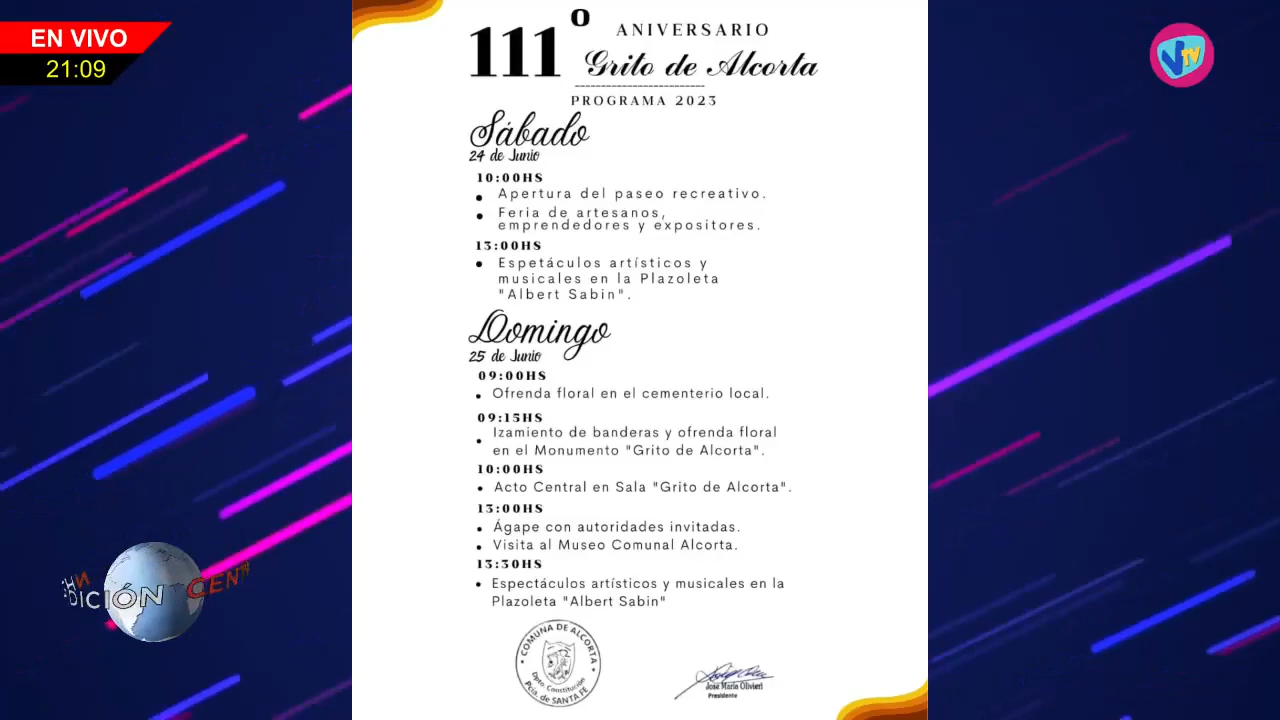 EN VIVO
21:09
VTV
111º
ANIVERSARIO
Grito de Alcorta
PROGRAMA 2023
Sábado
24 de Junio
10:00HS
• Apertura del paseo recreativo.
• Feria de artesanos,
emprendedores y expositores.
13:00HS
• Espetáculos artísticos y
musicales en la Plazoleta
"Albert Sabin".
Domingo
25 de Junio
09:00HS
• Ofrenda floral en el cementerio local.
09:15HS
• Izamiento de banderas y ofrenda floral
en el Monumento "Grito de Alcorta".
10:00HS
• Acto Central en Sala "Grito de Alcorta".
13:00HS
• Ágape con autoridades invitadas.
• Visita al Museo Comunal Alcorta.
13:30HS
• Espectáculos artísticos y musicales en la
Plazoleta "Albert Sabin"
COMUNA DE ALCORTA
Dpto. Constitución
Pcia. de SANTA FE
José María Olivieri
Presidente
DICIÓN CENT